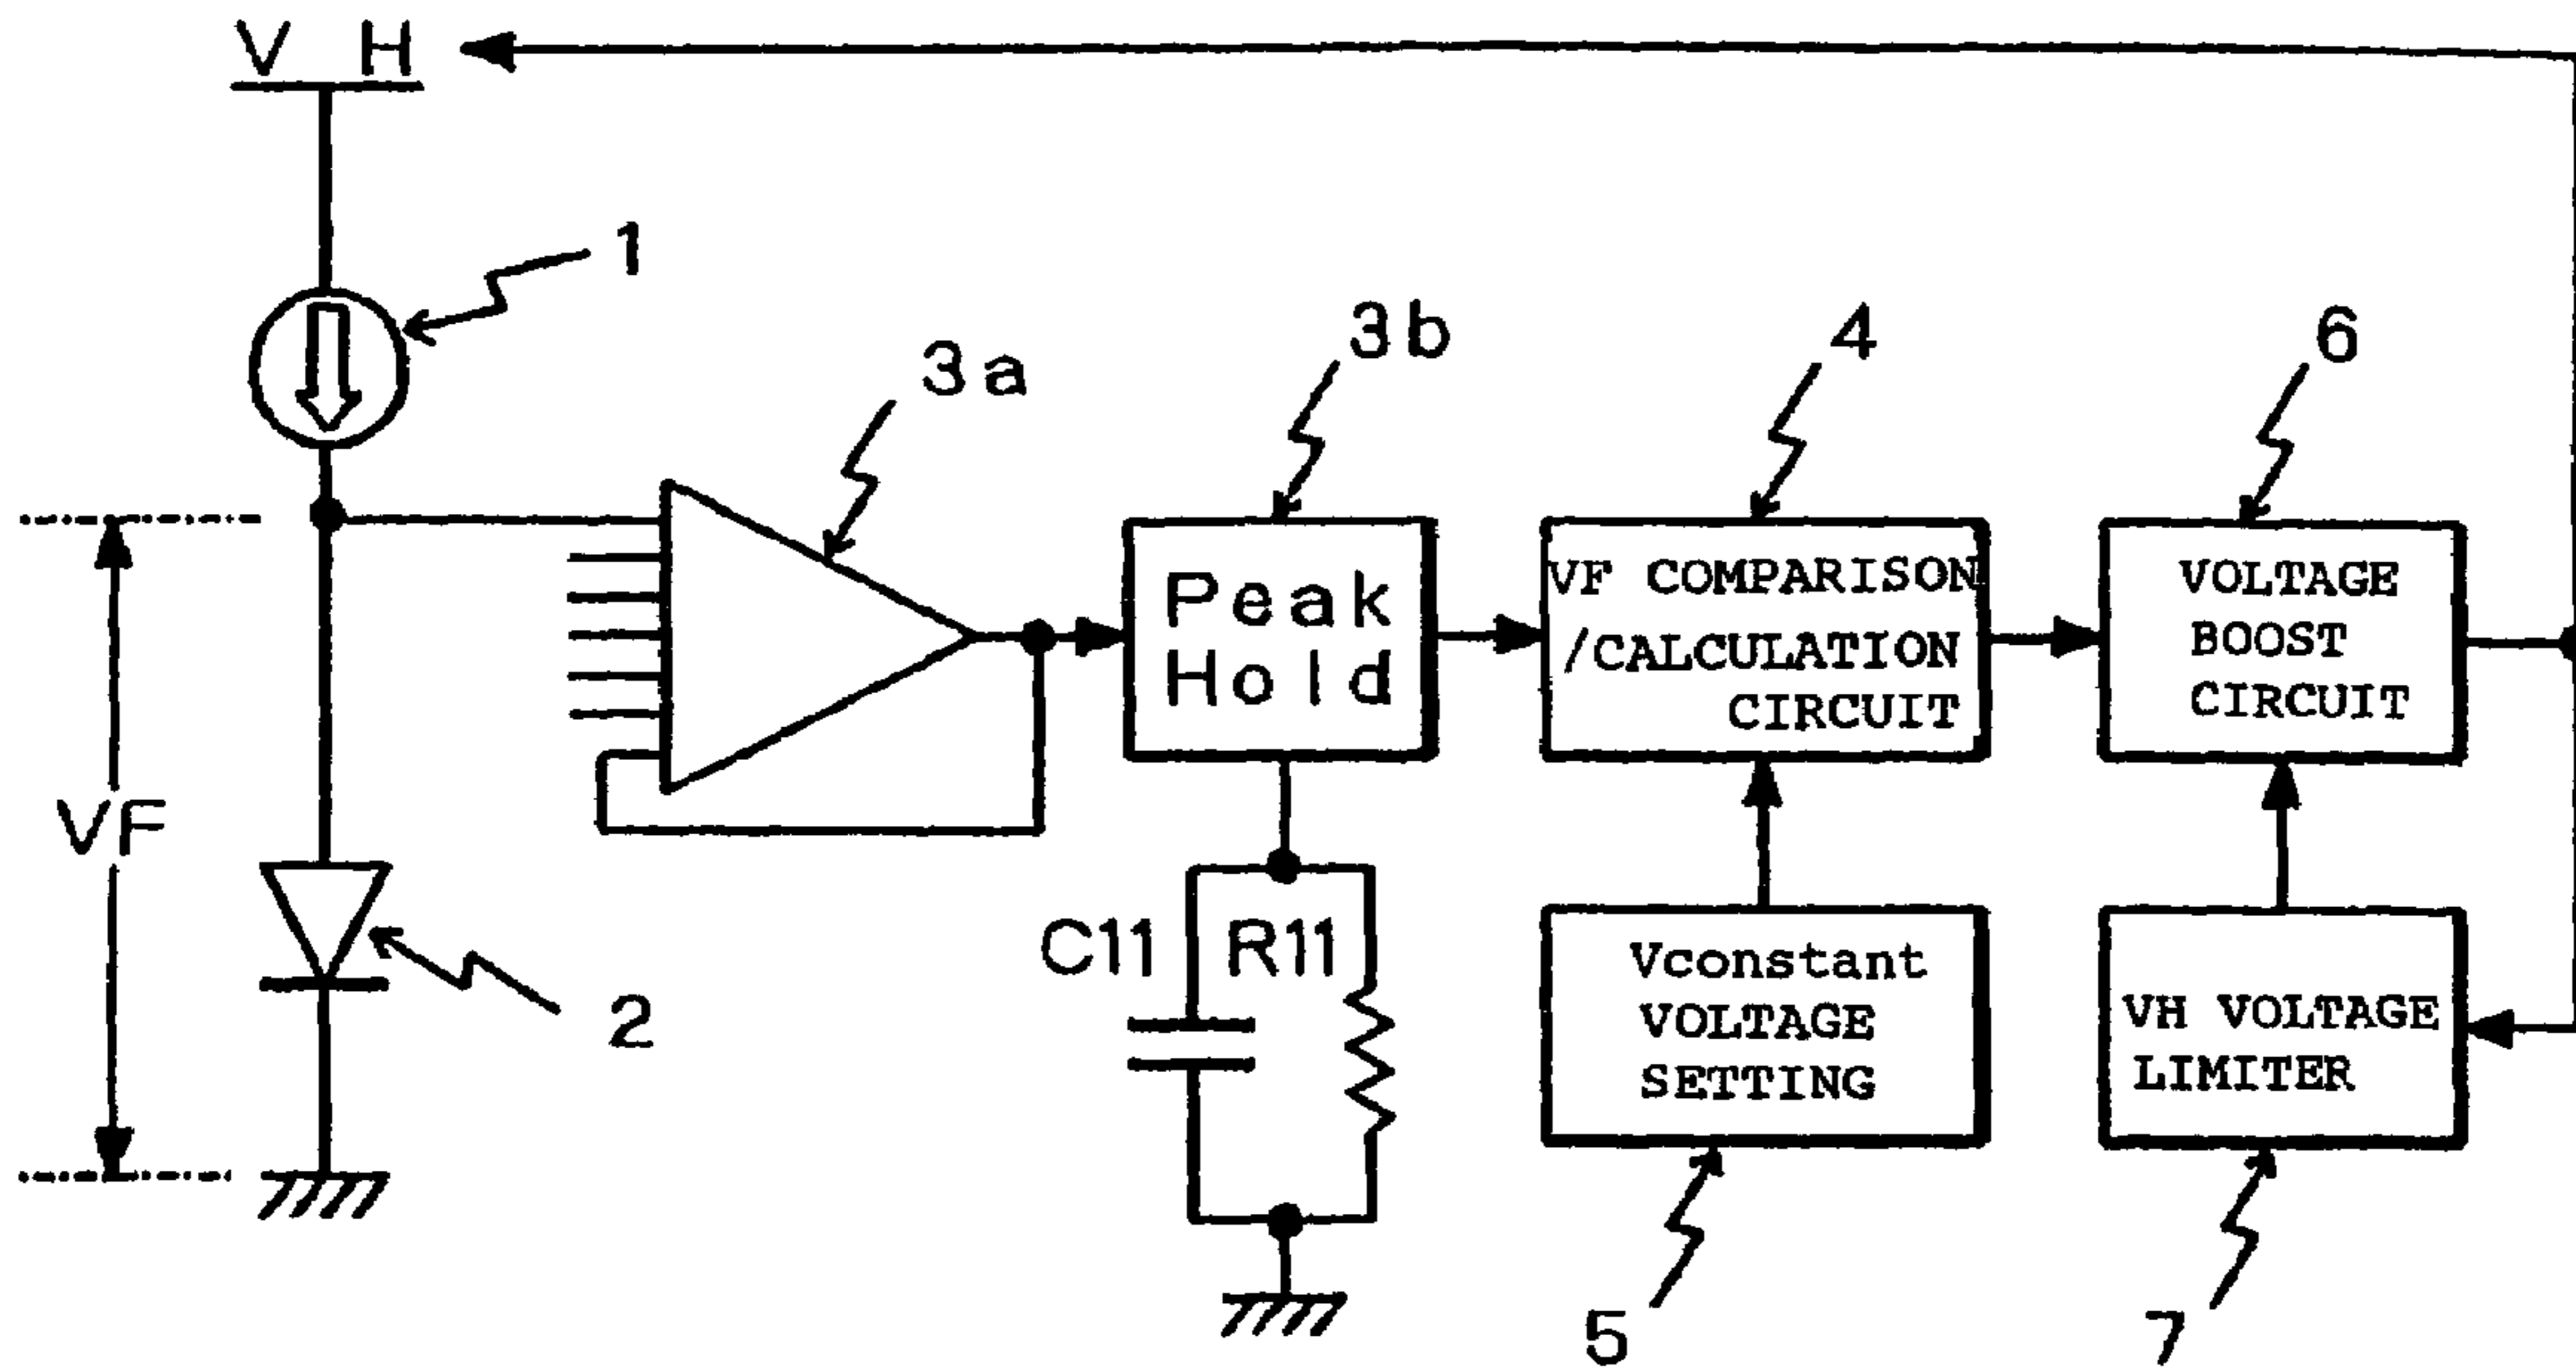 V H
1
3a
3b
4
6
Peak
Hold
VF COMPARISON
/CALCULATION
CIRCUIT
VOLTAGE
BOOST
CIRCUIT
VF
2
C11
R11
Vconstant
VOLTAGE
SETTING
VH VOLTAGE
LIMITER
5
7